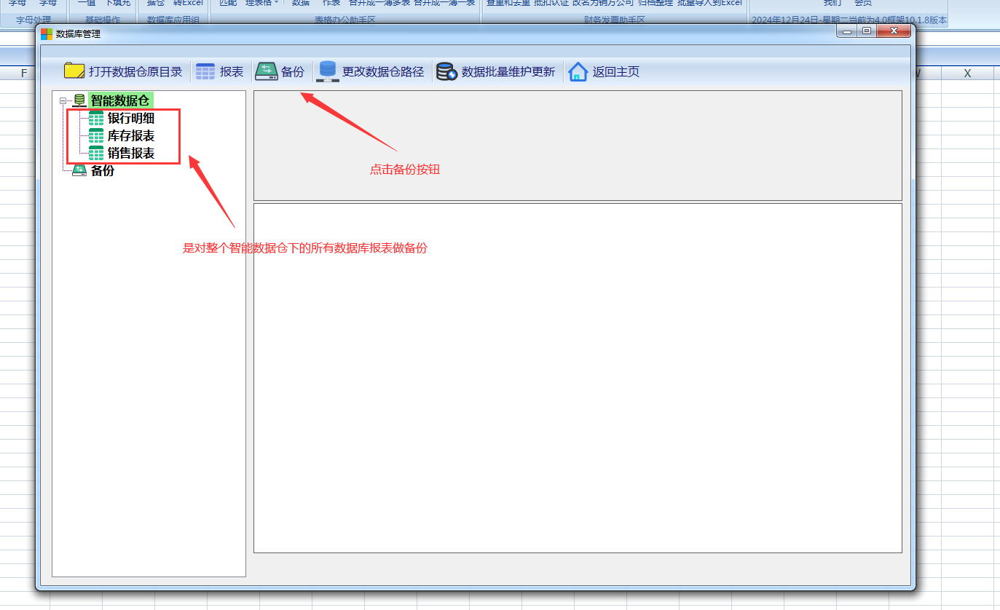 字母 字母 一值 下填充 据仓 转Excel 匹配 理表格 数据 作表 合并成一簿多表 合并成一簿一表 查重和去重 抵扣认证 改名为销方公司 归档整理 批量导入到Excel 我们 会员
字母处理 基础操作 数据库应用组 表格办公助手区 财务发票助手区 2024年12月24日-星期二当前为4.0框架10.1.8版本
数据库管理
F X
打开数据仓原目录 报表 备份 更改数据仓路径 数据批量维护更新 返回主页
智能数据仓
银行明细
库存报表
销售报表
备份
点击备份按钮
是对整个智能数据仓下的所有数据库报表做备份